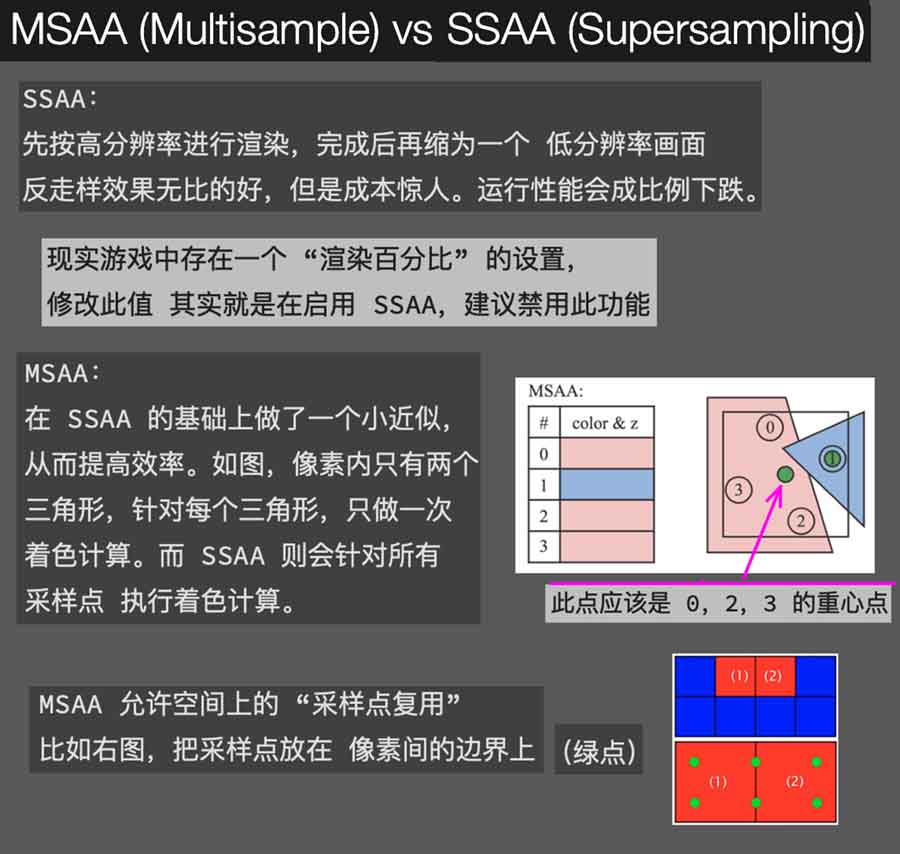 MSAA (Multisample) vs SSAA (Supersampling)
SSAA:
先按高分辨率进行渲染，完成后再缩为一个 低分辨率画面
反走样效果无比的好，但是成本惊人。运行性能会成比例下跌。
现实游戏中存在一个 “渲染百分比” 的设置，
修改此值 其实就是在启用 SSAA，建议禁用此功能
MSAA:
在 SSAA 的基础上做了一个小近似，
从而提高效率。如图，像素内只有两个
三角形，针对每个三角形，只做一次
着色计算。而 SSAA 则会针对所有
采样点 执行着色计算。
MSAA:
# color & z
0
1
2
3
0
1
3
2
此点应该是 0, 2, 3 的重心点
MSAA 允许空间上的 “采样点复用”
比如右图，把采样点放在 像素间的边界上
(绿点)
(1) (2)
(1) (2)